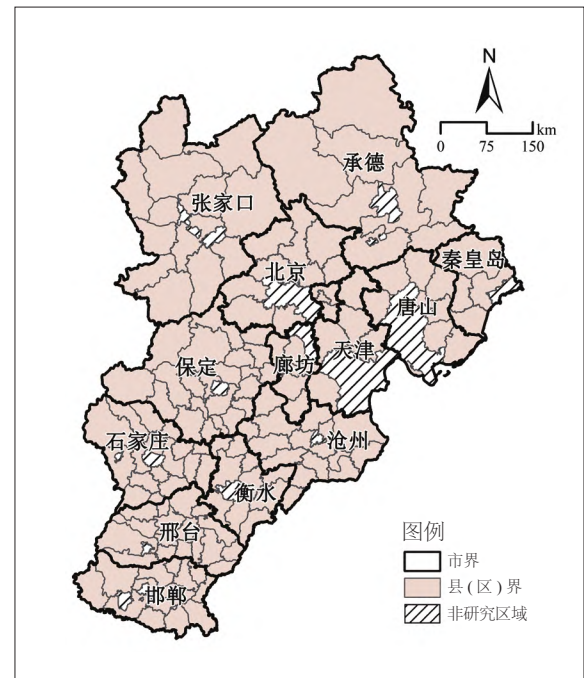 N
km
0 75 150
承德
张家口
北京
秦皇岛
唐山
天津
廊坊
保定
沧州
石家庄
衡水
邢台
邯郸
图例
市界
县(区)界
非研究区域